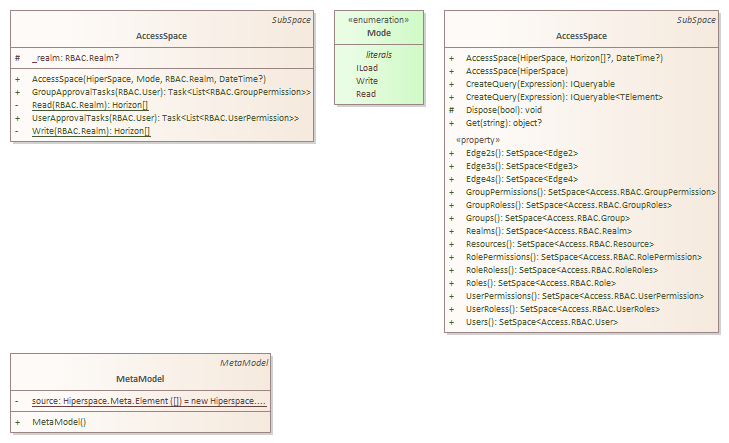 SubSpace
AccessSpace
# _realm: RBAC.Realm?
+ AccessSpace(HiperSpace, Mode, RBAC.Realm, DateTime?)
+ GroupApprovalTasks(RBAC.User): Task<List<RBAC.GroupPermission>>
- Read(RBAC.Realm): Horizon[]
+ UserApprovalTasks(RBAC.User): Task<List<RBAC.UserPermission>>
- Write(RBAC.Realm): Horizon[]
«enumeration»
Mode
literals
ILoad
Write
Read
SubSpace
AccessSpace
+ AccessSpace(HiperSpace, Horizon[]?, DateTime?)
+ AccessSpace(HiperSpace)
+ CreateQuery(Expression): IQueryable
+ CreateQuery(Expression): IQueryable<TElement>
# Dispose(bool): void
+ Get(string): object?
«property»
+ Edge2s(): SetSpace<Edge2>
+ Edge3s(): SetSpace<Edge3>
+ Edge4s(): SetSpace<Edge4>
+ GroupPermissions(): SetSpace<Access.RBAC.GroupPermission>
+ GroupRoless(): SetSpace<Access.RBAC.GroupRoles>
+ Groups(): SetSpace<Access.RBAC.Group>
+ Realms(): SetSpace<Access.RBAC.Realm>
+ Resources(): SetSpace<Access.RBAC.Resource>
+ RolePermissions(): SetSpace<Access.RBAC.RolePermission>
+ RoleRoless(): SetSpace<Access.RBAC.RoleRoles>
+ Roles(): SetSpace<Access.RBAC.Role>
+ UserPermissions(): SetSpace<Access.RBAC.UserPermission>
+ UserRoless(): SetSpace<Access.RBAC.UserRoles>
+ Users(): SetSpace<Access.RBAC.User>
MetaModel
MetaModel
- source: Hiperspace.Meta.Element ([]) = new Hiperspace....
+ MetaModel()